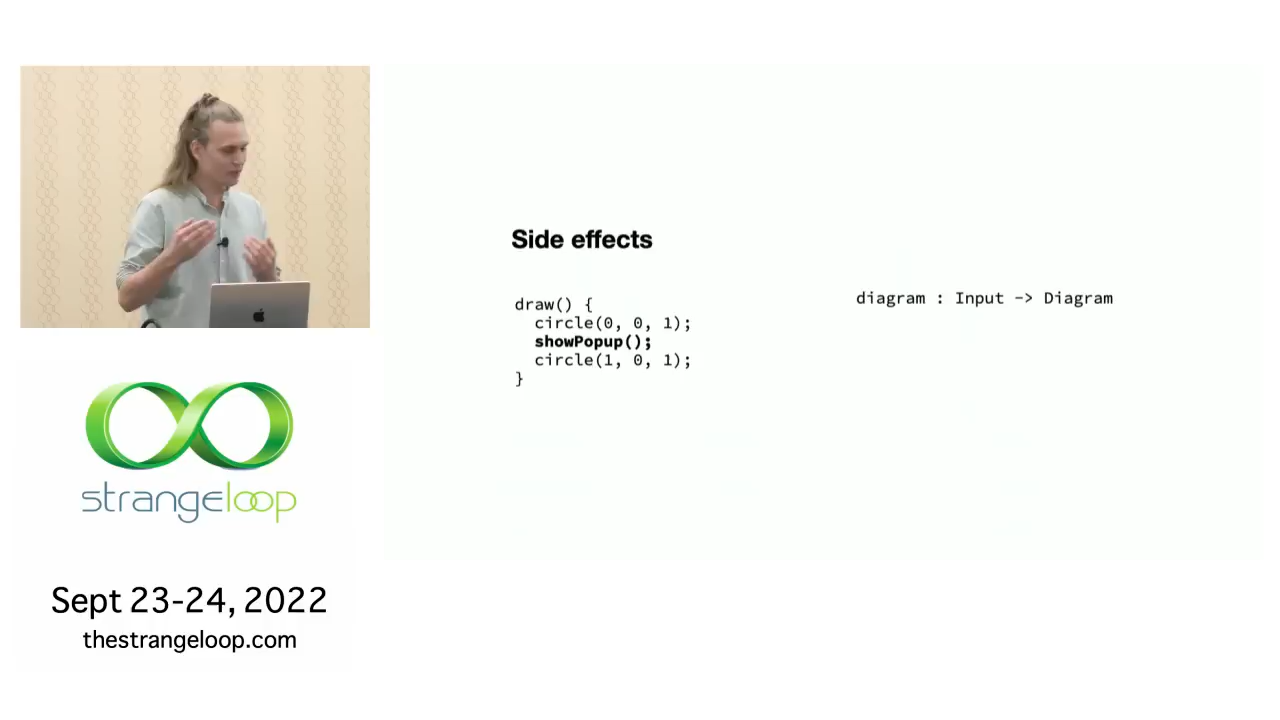 Side effects
draw() {
  circle(0, 0, 1);
  showPopup();
  circle(1, 0, 1);
}
diagram : Input -> Diagram
strangeloop
Sept 23-24, 2022
thestrangeloop.com